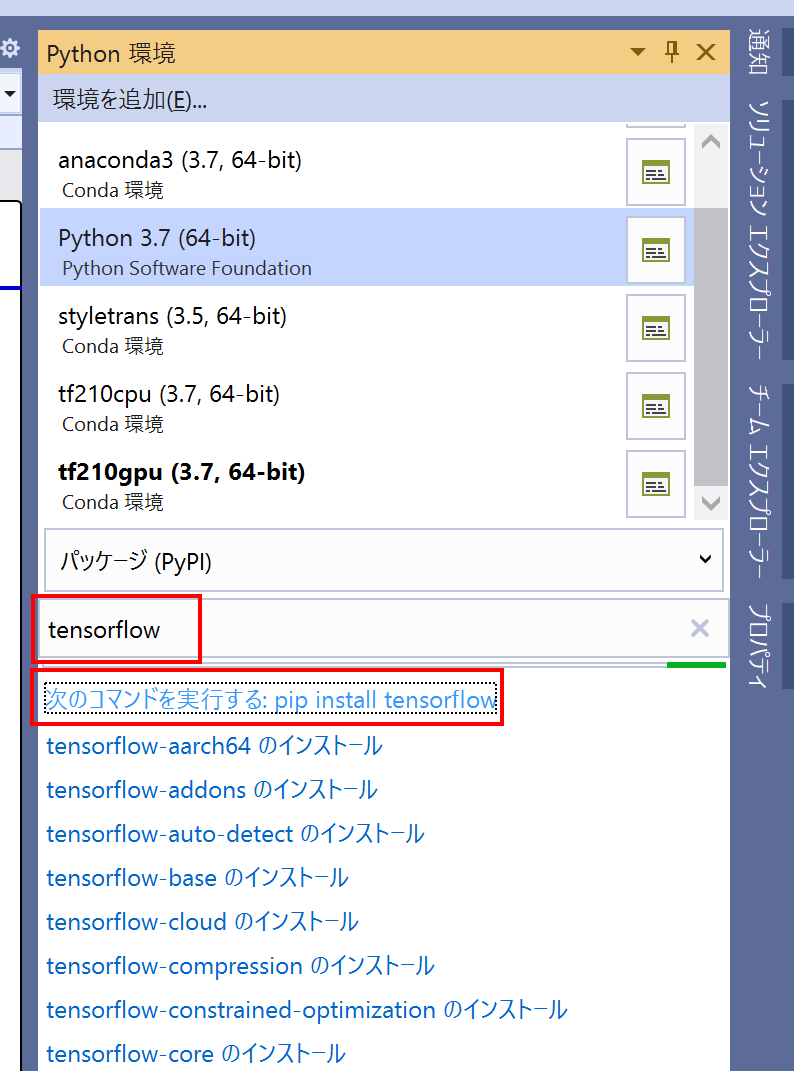 Python 環境
環境を追加(E)...
anaconda3 (3.7, 64-bit)
Conda 環境
Python 3.7 (64-bit)
Python Software Foundation
styletrans (3.5, 64-bit)
Conda 環境
tf210cpu (3.7, 64-bit)
Conda 環境
tf210gpu (3.7, 64-bit)
Conda 環境
パッケージ (PyPI)
tensorflow
次のコマンドを実行する: pip install tensorflow
tensorflow-aarch64 のインストール
tensorflow-addons のインストール
tensorflow-auto-detect のインストール
tensorflow-base のインストール
tensorflow-cloud のインストール
tensorflow-compression のインストール
tensorflow-constrained-optimization のインストール
tensorflow-core のインストール
通知
ソリューション エクスプローラー
チーム エクスプローラー
プロパティ